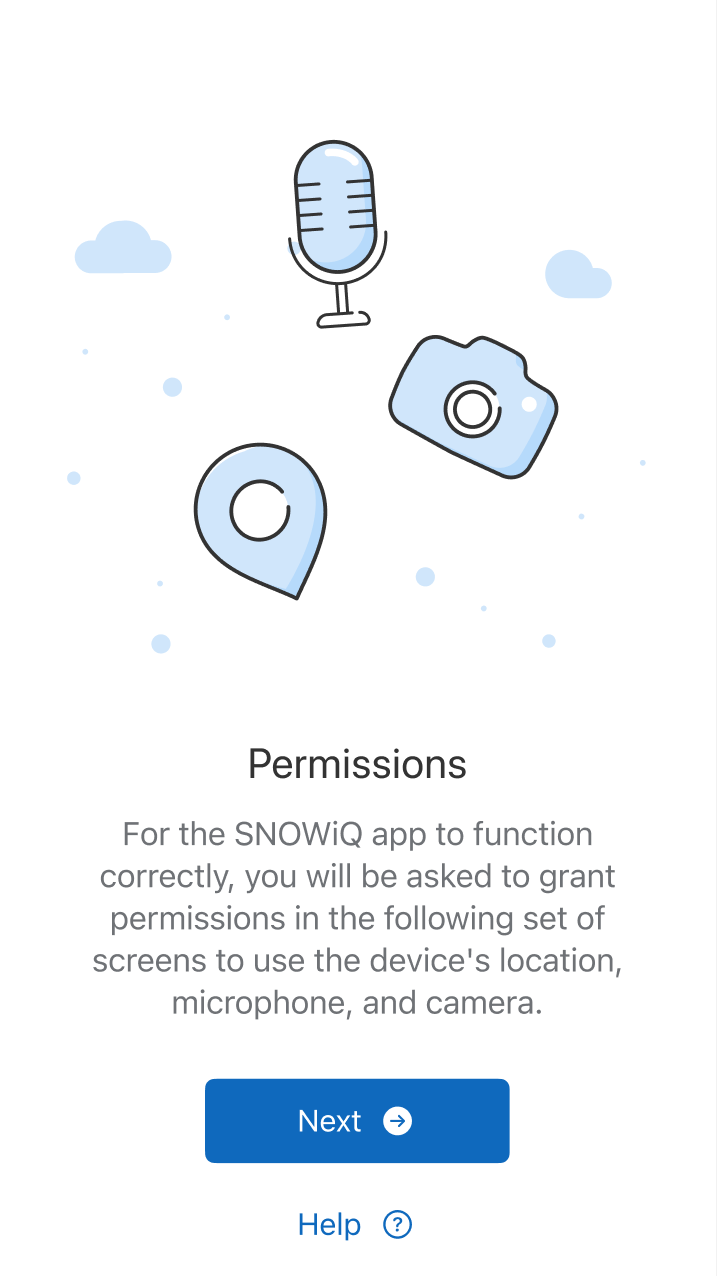 Permissions
For the SNOWiQ app to function
correctly, you will be asked to grant
permissions in the following set of
screens to use the device's location,
microphone, and camera.
Next
Help ?